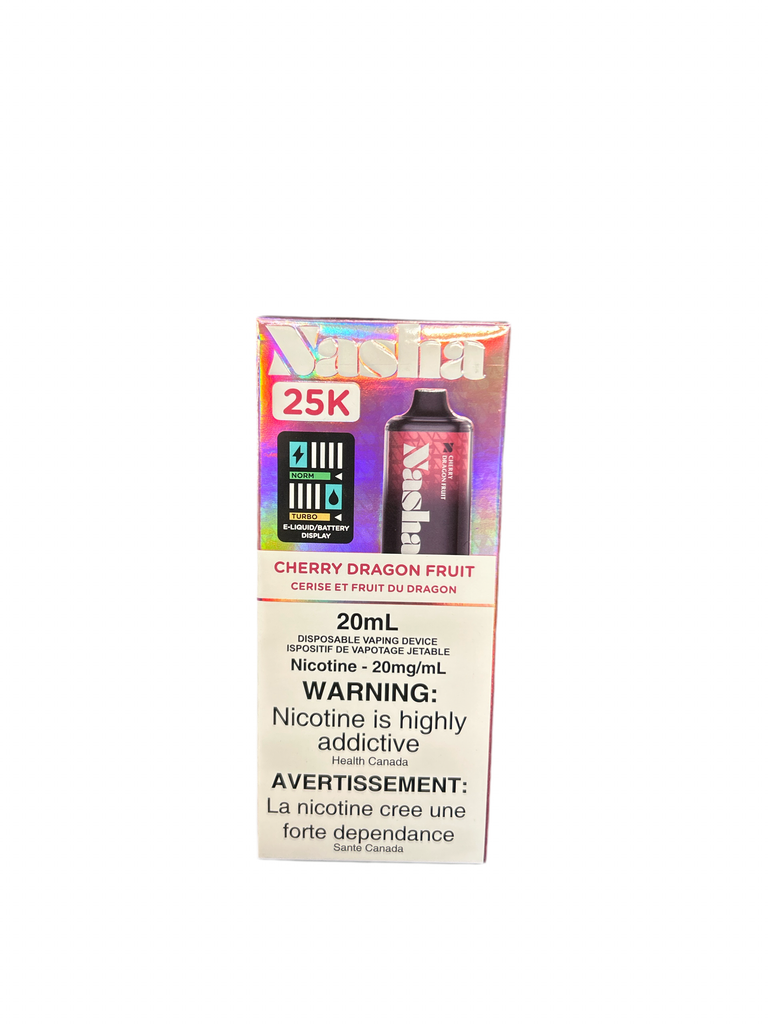 Nasha
25K
NORM
TURBO
E-LIQUID/BATTERY
DISPLAY
CHERRY
DRAGON FRUIT
Nasha
CHERRY DRAGON FRUIT
CERISE ET FRUIT DU DRAGON
20mL
DISPOSABLE VAPING DEVICE
ISPOSITIF DE VAPOTAGE JETABLE
Nicotine - 20mg/mL
WARNING:
Nicotine is highly
addictive
Health Canada
AVERTISSEMENT:
La nicotine cree une
forte dependance
Sante Canada